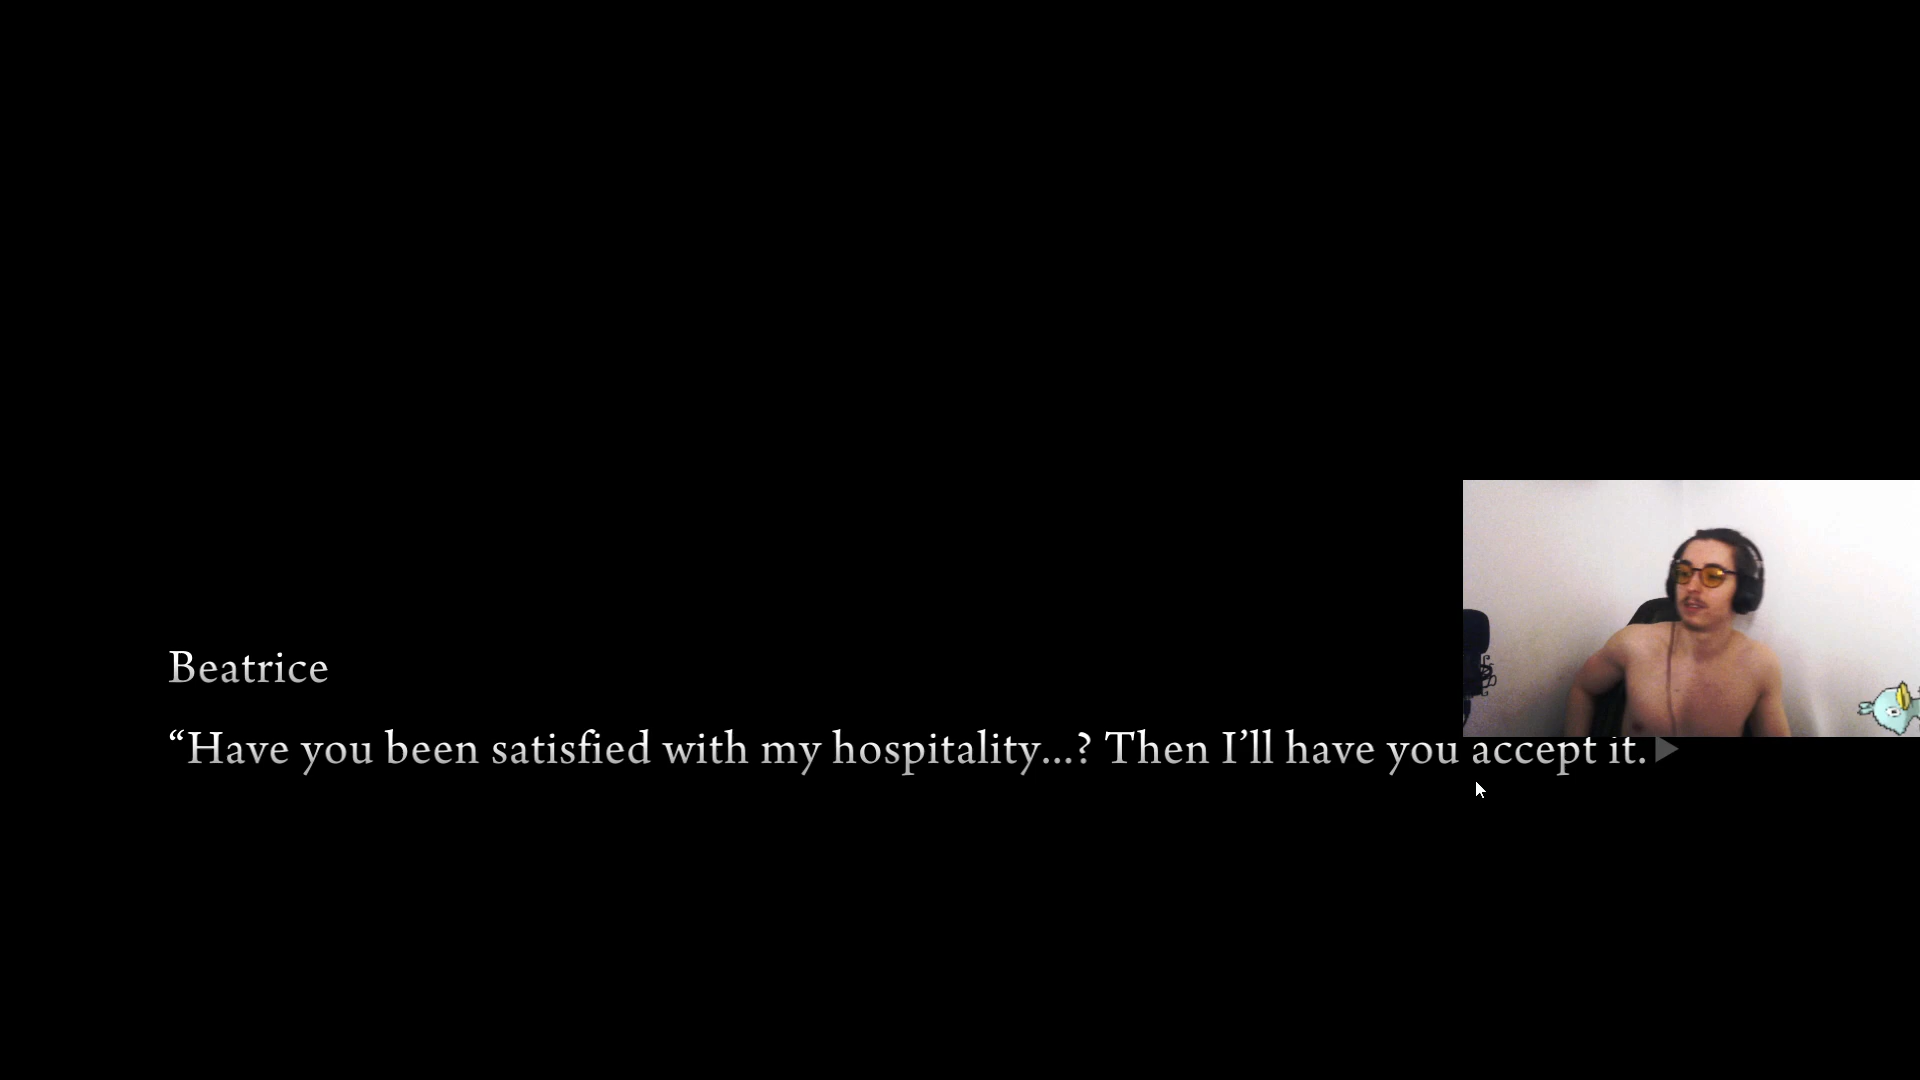 Beatrice
“Have you been satisfied with my hospitality...? Then I’ll have you accept it.